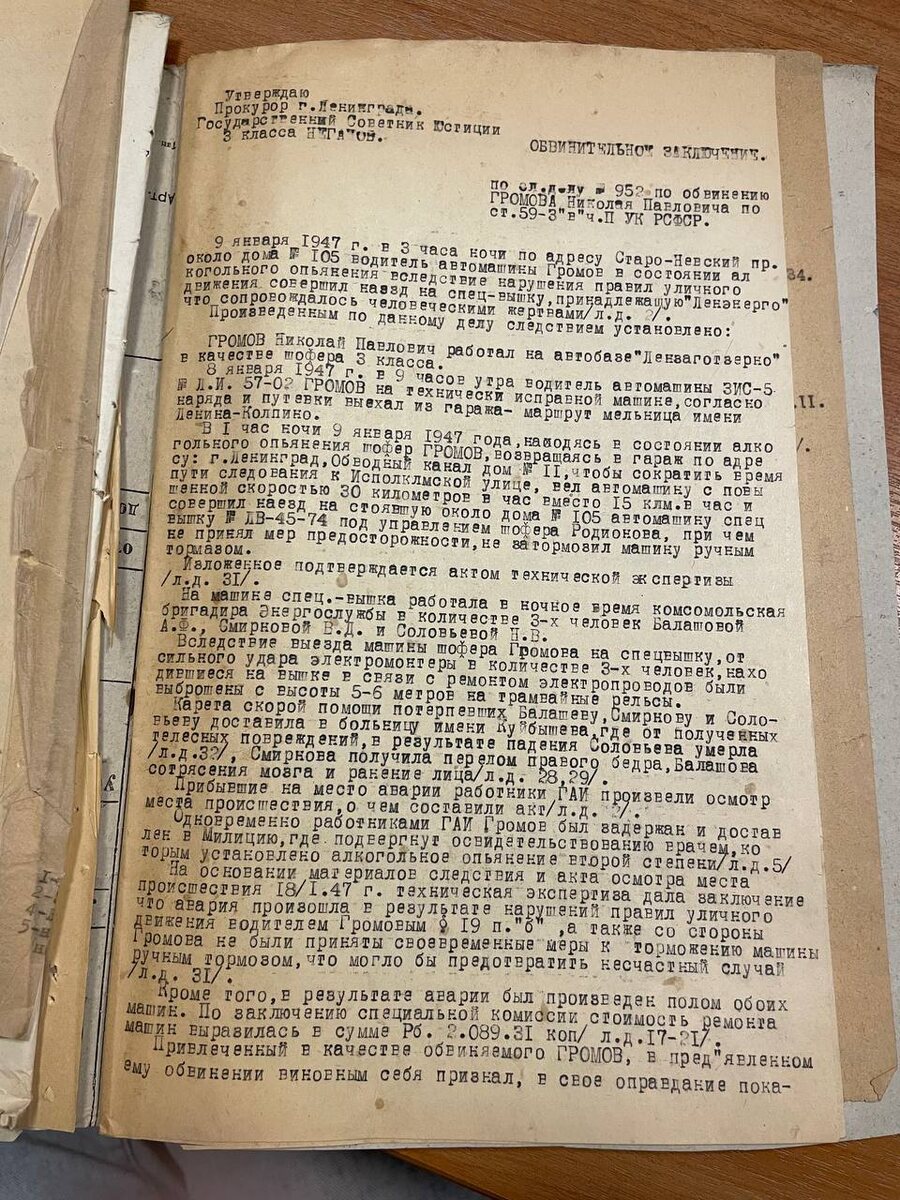 Утверждаю
Прокурор г.Ленинграда.
Государственный Советник Юстиции
3 класса
ОБВИНИТЕЛЬНОЕ ЗАКЛЮЧЕНИЕ.
по сл.делу № 952 по обвинению
ГРОМОВА Николая Павловича по
ст.59-3"в"ч.П УК РСФСР.
9 января 1947 г. в 3 часа ночи по адресу Старо-Невский пр.
около дома № 105 водитель автомашины Громов в состоянии ал
когольного опьянения вследствие нарушения правил уличного
движения совершил наезд на спец-вышку,принадлежащую"Ленэнерго"
что сопровождалось человеческими жертвами/л.д. 2/.
Произведенным по данному делу следствием установлено:
ГРОМОВ Николай Павлович работал на автобазе"Лензаготзерно"
в качестве шофера 3 класса.
8 января 1947 г. в 9 часов утра водитель автомашины ЗИС-5
№ Л.И. 57-02 ГРОМОВ на технически исправной машине,согласно
наряда и путевки выехал из гаража- маршрут мельница имени
Ленина-Колпино.
В I час ночи 9 января 1947 года,находясь в состоянии алко
гольного опьянения шофер ГРОМОВ,возвращаясь в гараж по адре
су: г.Ленинград,Обводный канал дом № II,чтобы сократить время
пути следования к Исполклмской улице, вел автомашину с повы
шенной скоростью 30 километров в час вместо 15 клм.в час и
совершил наезд на стоявшую около дома № 105 автомашину спец
вышку № ЛВ-45-74 под управлением шофера Родионова, при чем
не принял мер предосторожности,не затормозил машину ручным
тормазом.
Изложенное подтверждается актом технической экспертизы
/л.д. 31/.
На машине спец.-вышка работала в ночное время комсомольская
бригадира Энергослужбы в количестве 3-х человек Балашовой
А.Ф., Смирновой В.Д. и Соловьевой Н.В.
Вследствие выезда машины шофера Громова на спецвышку,от
сильного удара электромонтеры в количестве 3-х человек,нахо
дившиеся на вышке в связи с ремонтом электропроводов были
выброшены с высоты 5-6 метров на трамвайные рельсы.
Карета скорой помощи потерпевших Балашеву,Смирнову и Соло-
вьеву доставила в больницу имени Куйбышева,где от полученных
телесных повреждений,в результате падения Соловьева умерла
/л.д.32/, Смирнова получила перелом правого бедра,Балашова
сотрясения мозга и ранение лица/л.д. 28,29/.
Прибывшие на место аварии работники ГАИ произвели осмотр
места происшествия,о чем составили акт/л.д. 2/.
Одновременно работниками ГАИ Громов был задержан и достав
лен в Милицию,где подвергнут освидетельствованию врачем,ко
торым установлено алкогольное опьянение второй степени/л.д.5/
На основании материалов следствия и акта осмотра места
происшествия 18/I.47 г. техническая экспертиза дала заключение
что авария произошла в результате нарушений правил уличного
движения водителем Громовым § 19 п."б" ,а также со стороны
Громова не были приняты своевременные меры к торможению машины
ручным тормозом,что могло бы предотвратить несчастный случай
/л.д. 31/.
Кроме того,в результате аварии был произведен полом обоих
машин. По заключению специальной комиссии стоимость ремонта
машин выразилась в сумме Рб. 2.089.31 коп/ л.д.17-21/.
Привлеченный в качестве обвиняемого ГРОМОВ, в пред"явленном
ему обвинении виновным себя признал, в свое оправдание пока-